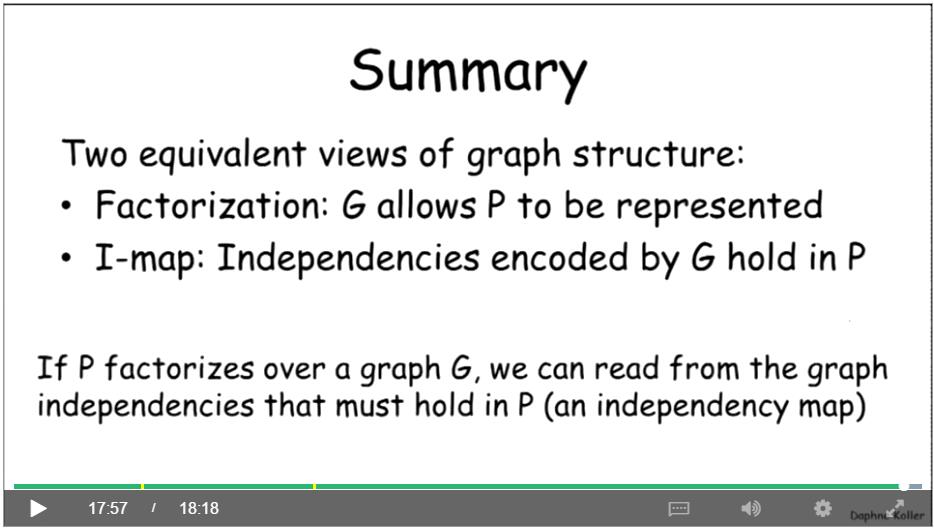 Summary
Two equivalent views of graph structure:
• Factorization: G allows P to be represented
• I-map: Independencies encoded by G hold in P
If P factorizes over a graph G, we can read from the graph
independencies that must hold in P (an independency map)
17:57 / 18:18
Daphne Koller